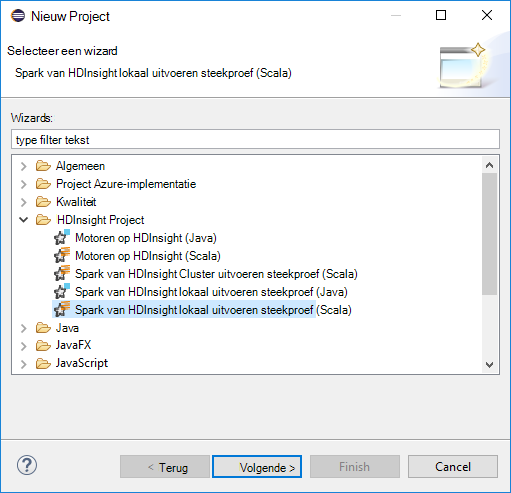 Nieuw Project
Selecteer een wizard
Spark van HDInsight lokaal uitvoeren steekproef (Scala)
Wizards:
type filter tekst
Algemeen
Project Azure-implementatie
Kwaliteit
HDInsight Project
Motoren op HDInsight (Java)
Motoren op HDInsight (Scala)
Spark van HDInsight Cluster uitvoeren steekproef (Scala)
Spark van HDInsight lokaal uitvoeren steekproef (Java)
Spark van HDInsight lokaal uitvoeren steekproef (Scala)
Java
JavaFX
JavaScript
? < Terug Volgende > Finish Cancel